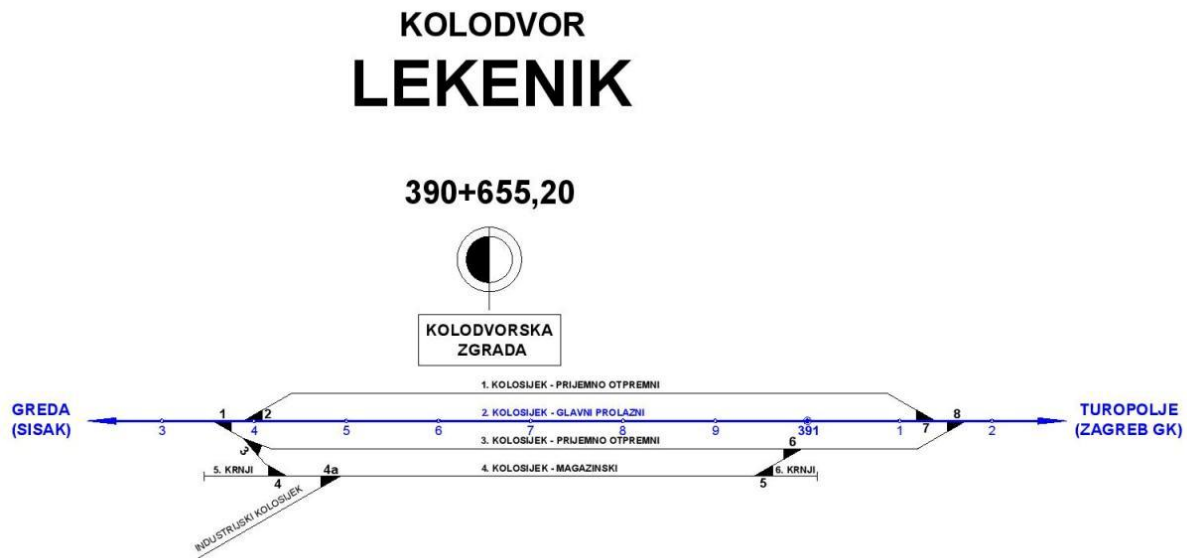 KOLODVOR
LEKENIK
390+655,20
KOLODVORSKA
ZGRADA
1. KOLOSIJEK - PRIJEMNO OTPREMNI
GREDA
(SISAK)
1
2
2. KOLOSIJEK - GLAVNI PROLAZNI
8
TUROPOLJE
(ZAGREB GK)
3
4
5
6
7
8
9
391
1
7
2
3
3. KOLOSIJEK - PRIJEMNO OTPREMNI
6
5. KRNJI
4a
4. KOLOSIJEK - MAGAZINSKI
6. KRNJI
4
5
INDUSTRIJSKI KOLOSIJEK